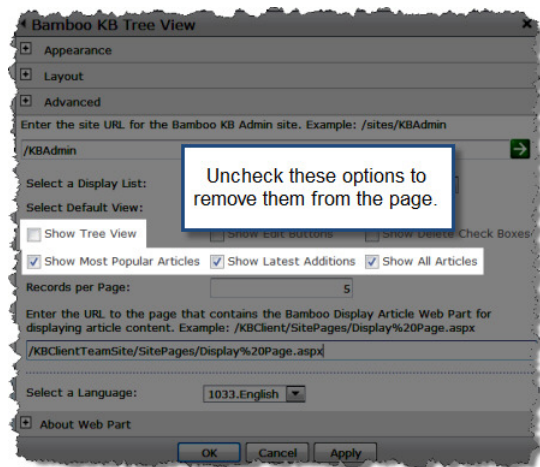 Bamboo KB Tree View
Appearance
Layout
Advanced
Enter the site URL for the Bamboo KB Admin site. Example: /sites/KBAdmin
/KBAdmin
Uncheck these options to
remove them from the page.
Select a Display List:
Select Default View:
Show Tree View Show Edit Buttons Show Delete Check Boxes
Show Most Popular Articles Show Latest Additions Show All Articles
Records per Page: 5
Enter the URL to the page that contains the Bamboo Display Article Web Part for
displaying article content. Example: /KBClient/SitePages/Display%20Page.aspx
/KBClientTeamSite/SitePages/Display%20Page.aspx
Select a Language: 1033.English
About Web Part
OK Cancel Apply